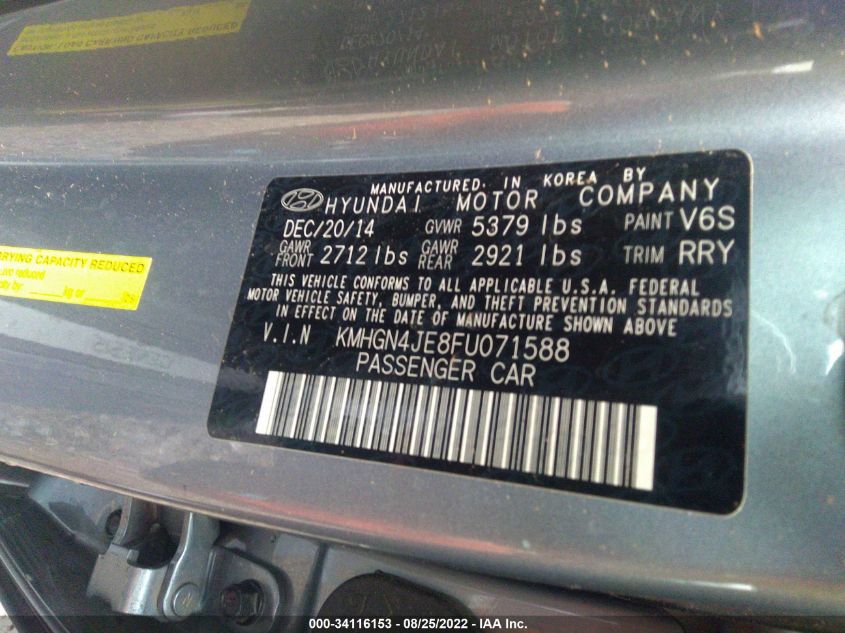 MANUFACTURED. IN KOREA BY
HYUNDAI MOTOR COMPANY
DEC/20/14 GVWR 5379 lbs PAINT V6S
GAWR FRONT 2712 lbs GAWR REAR 2921 lbs TRIM RRY
THIS VEHICLE CONFORMS TO ALL APPLICABLE U.S.A. FEDERAL
MOTOR VEHICLE SAFETY, BUMPER, AND THEFT PREVENTION STANDARDS
IN EFFECT ON THE DATE OF MANUFACTURE SHOWN ABOVE
V.I.N KMHGN4JE8FU071588
PASSENGER CAR
CAPACITY REDUCED
reduced
by: kg or lbs
000-34116153 - 08/25/2022 - IAA Inc.